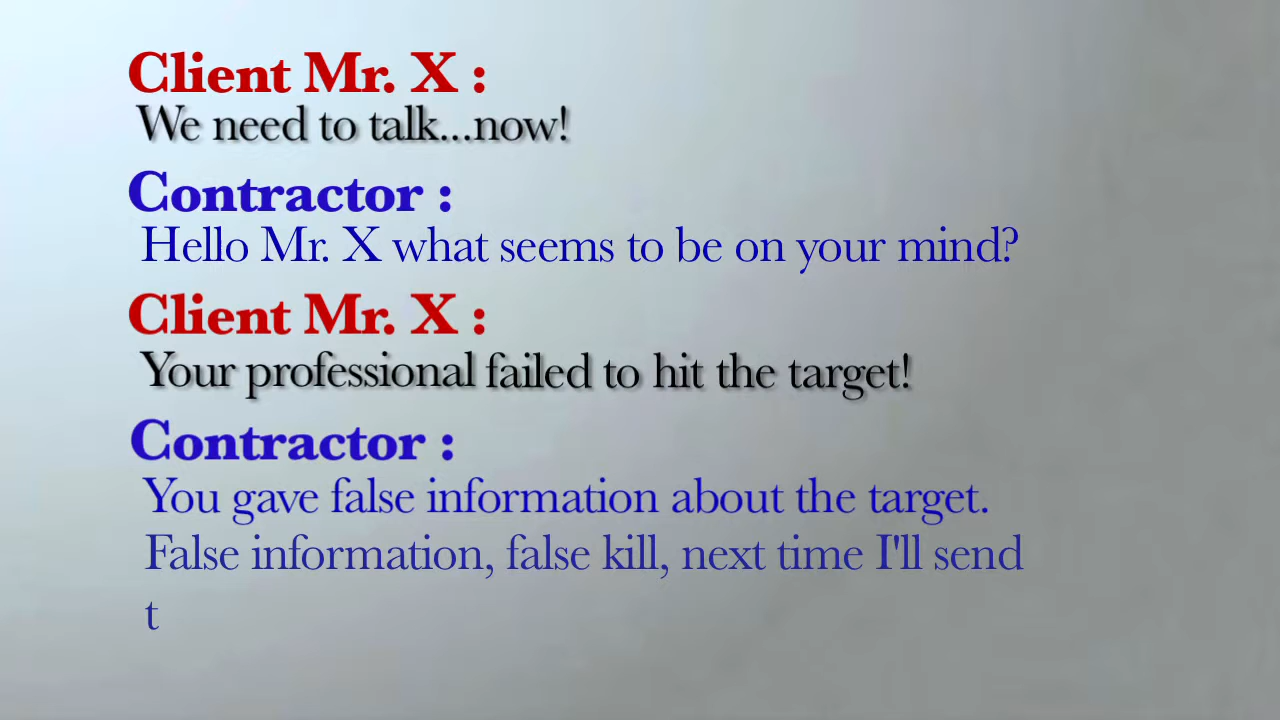 Client Mr. X :
We need to talk...now!
Contractor :
Hello Mr. X what seems to be on your mind?
Client Mr. X :
Your professional failed to hit the target!
Contractor :
You gave false information about the target.
False information, false kill, next time I'll send
t